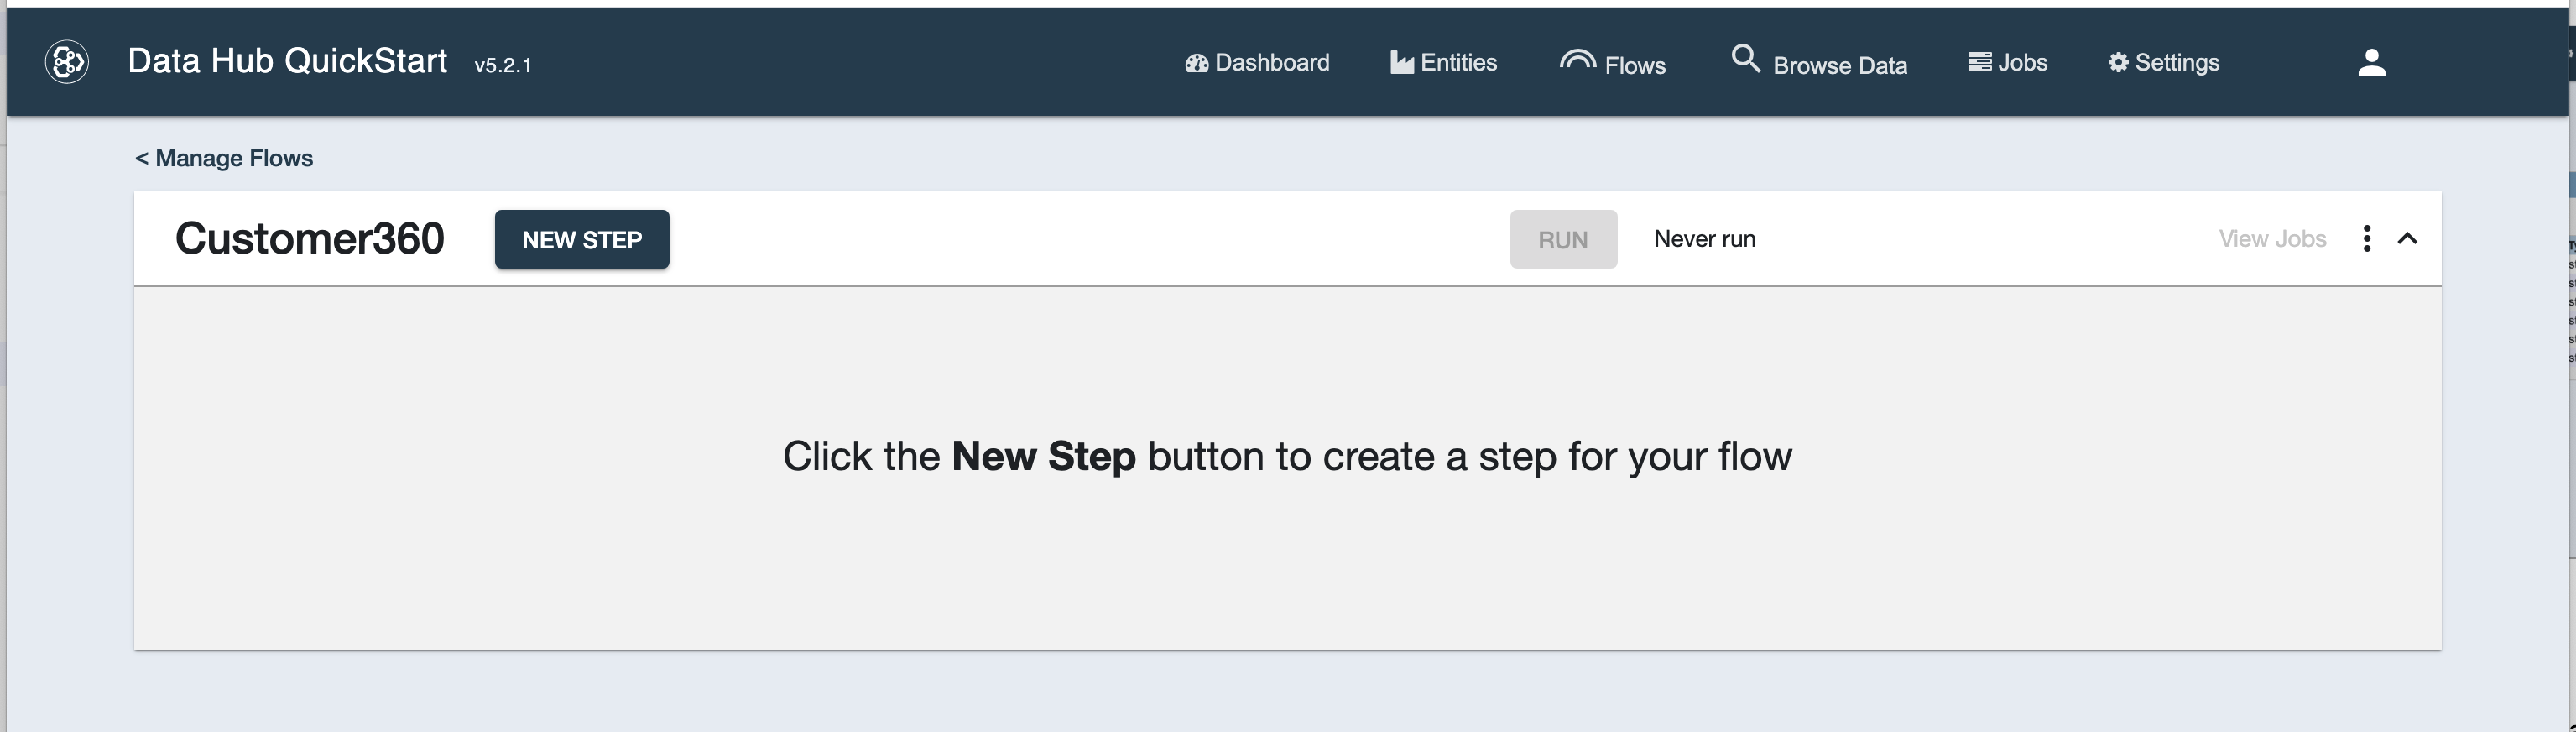 Data Hub QuickStart v5.2.1 Dashboard Entities Flows Browse Data Jobs Settings
< Manage Flows
Customer360 NEW STEP RUN Never run View Jobs
Click the New Step button to create a step for your flow